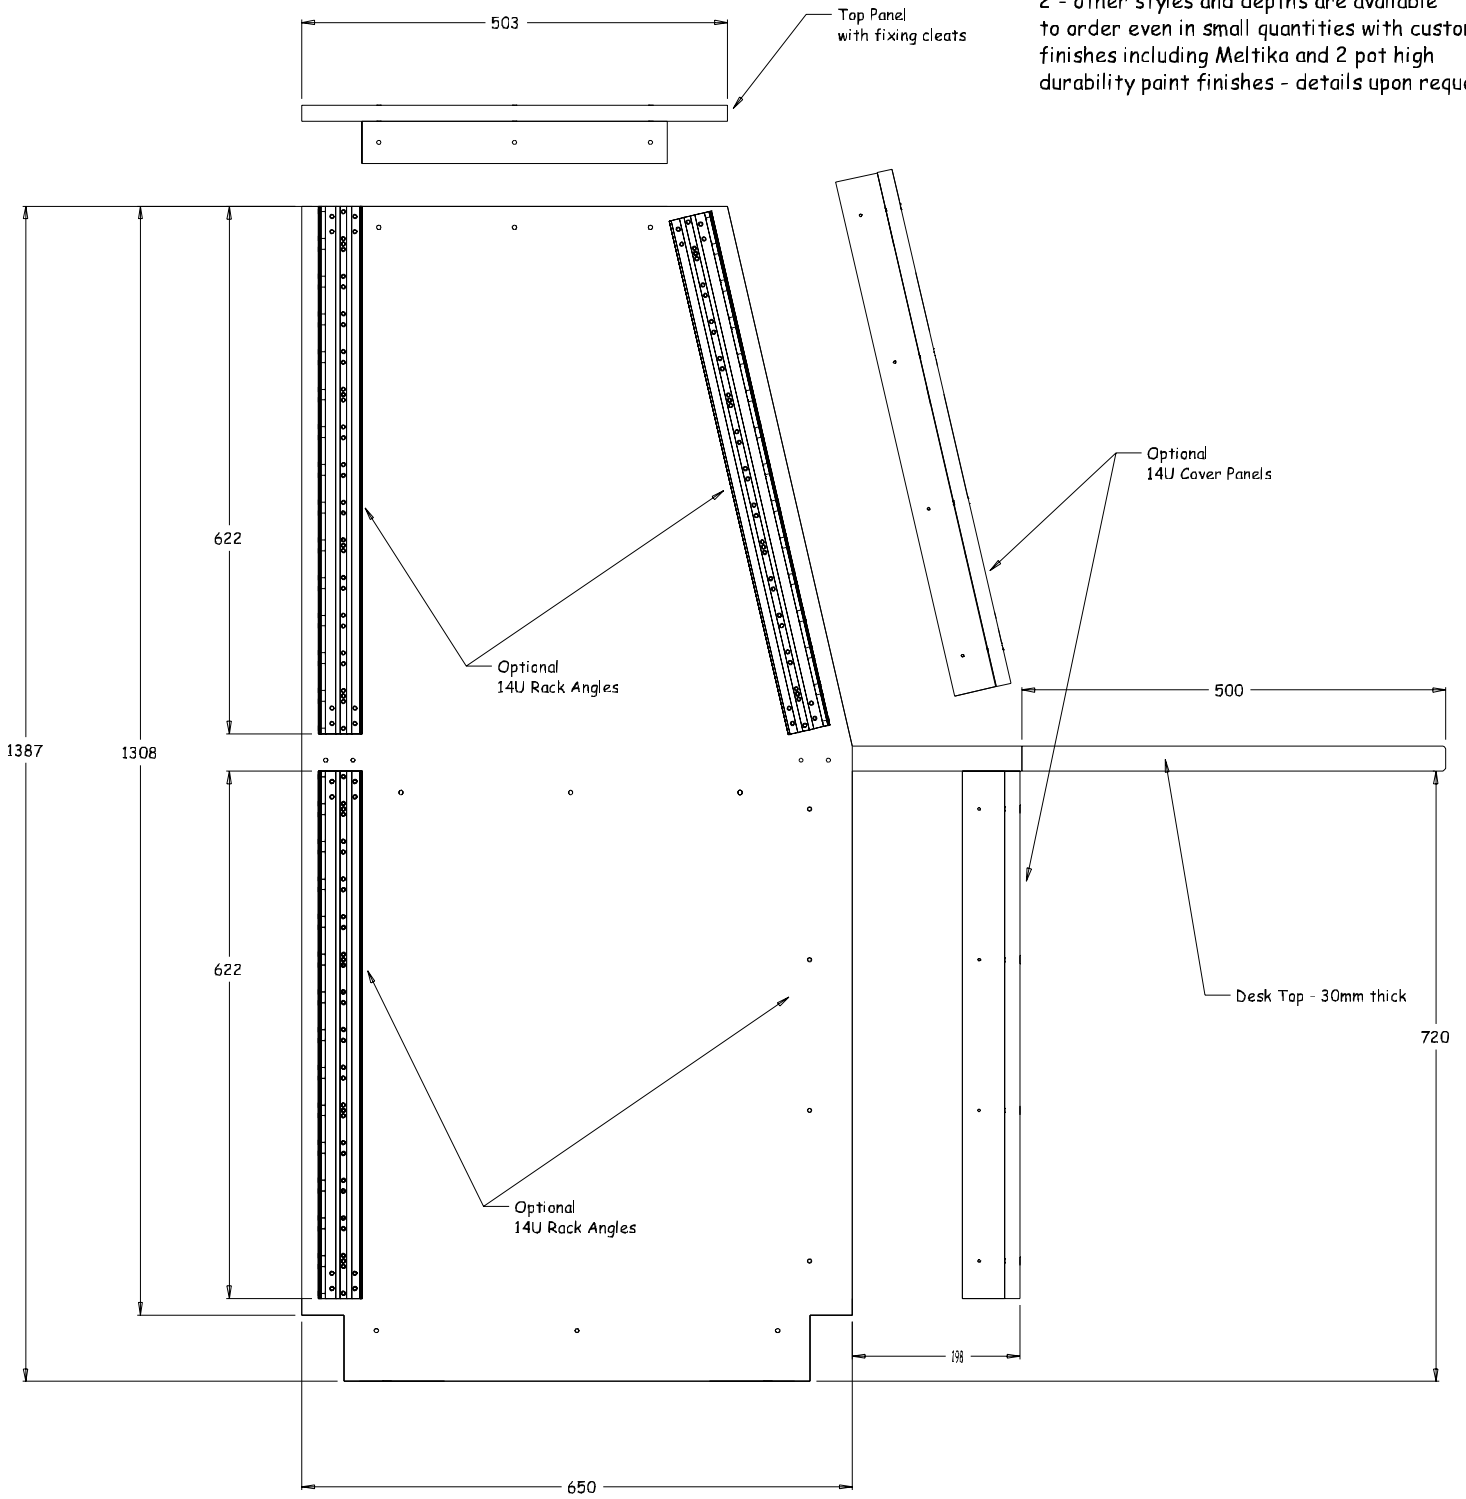 2 - other styles and depths are available
to order even in small quantities with
finishes including Meltika and 2 pot high
durability paint finishes - details upon
503
Top Panel
with fixing cleats
Optional
14U Cover Panels
622
Optional
14U Rack Angles
500
1387
1308
622
Desk Top - 30mm thick
720
Optional
14U Rack Angles
198
650